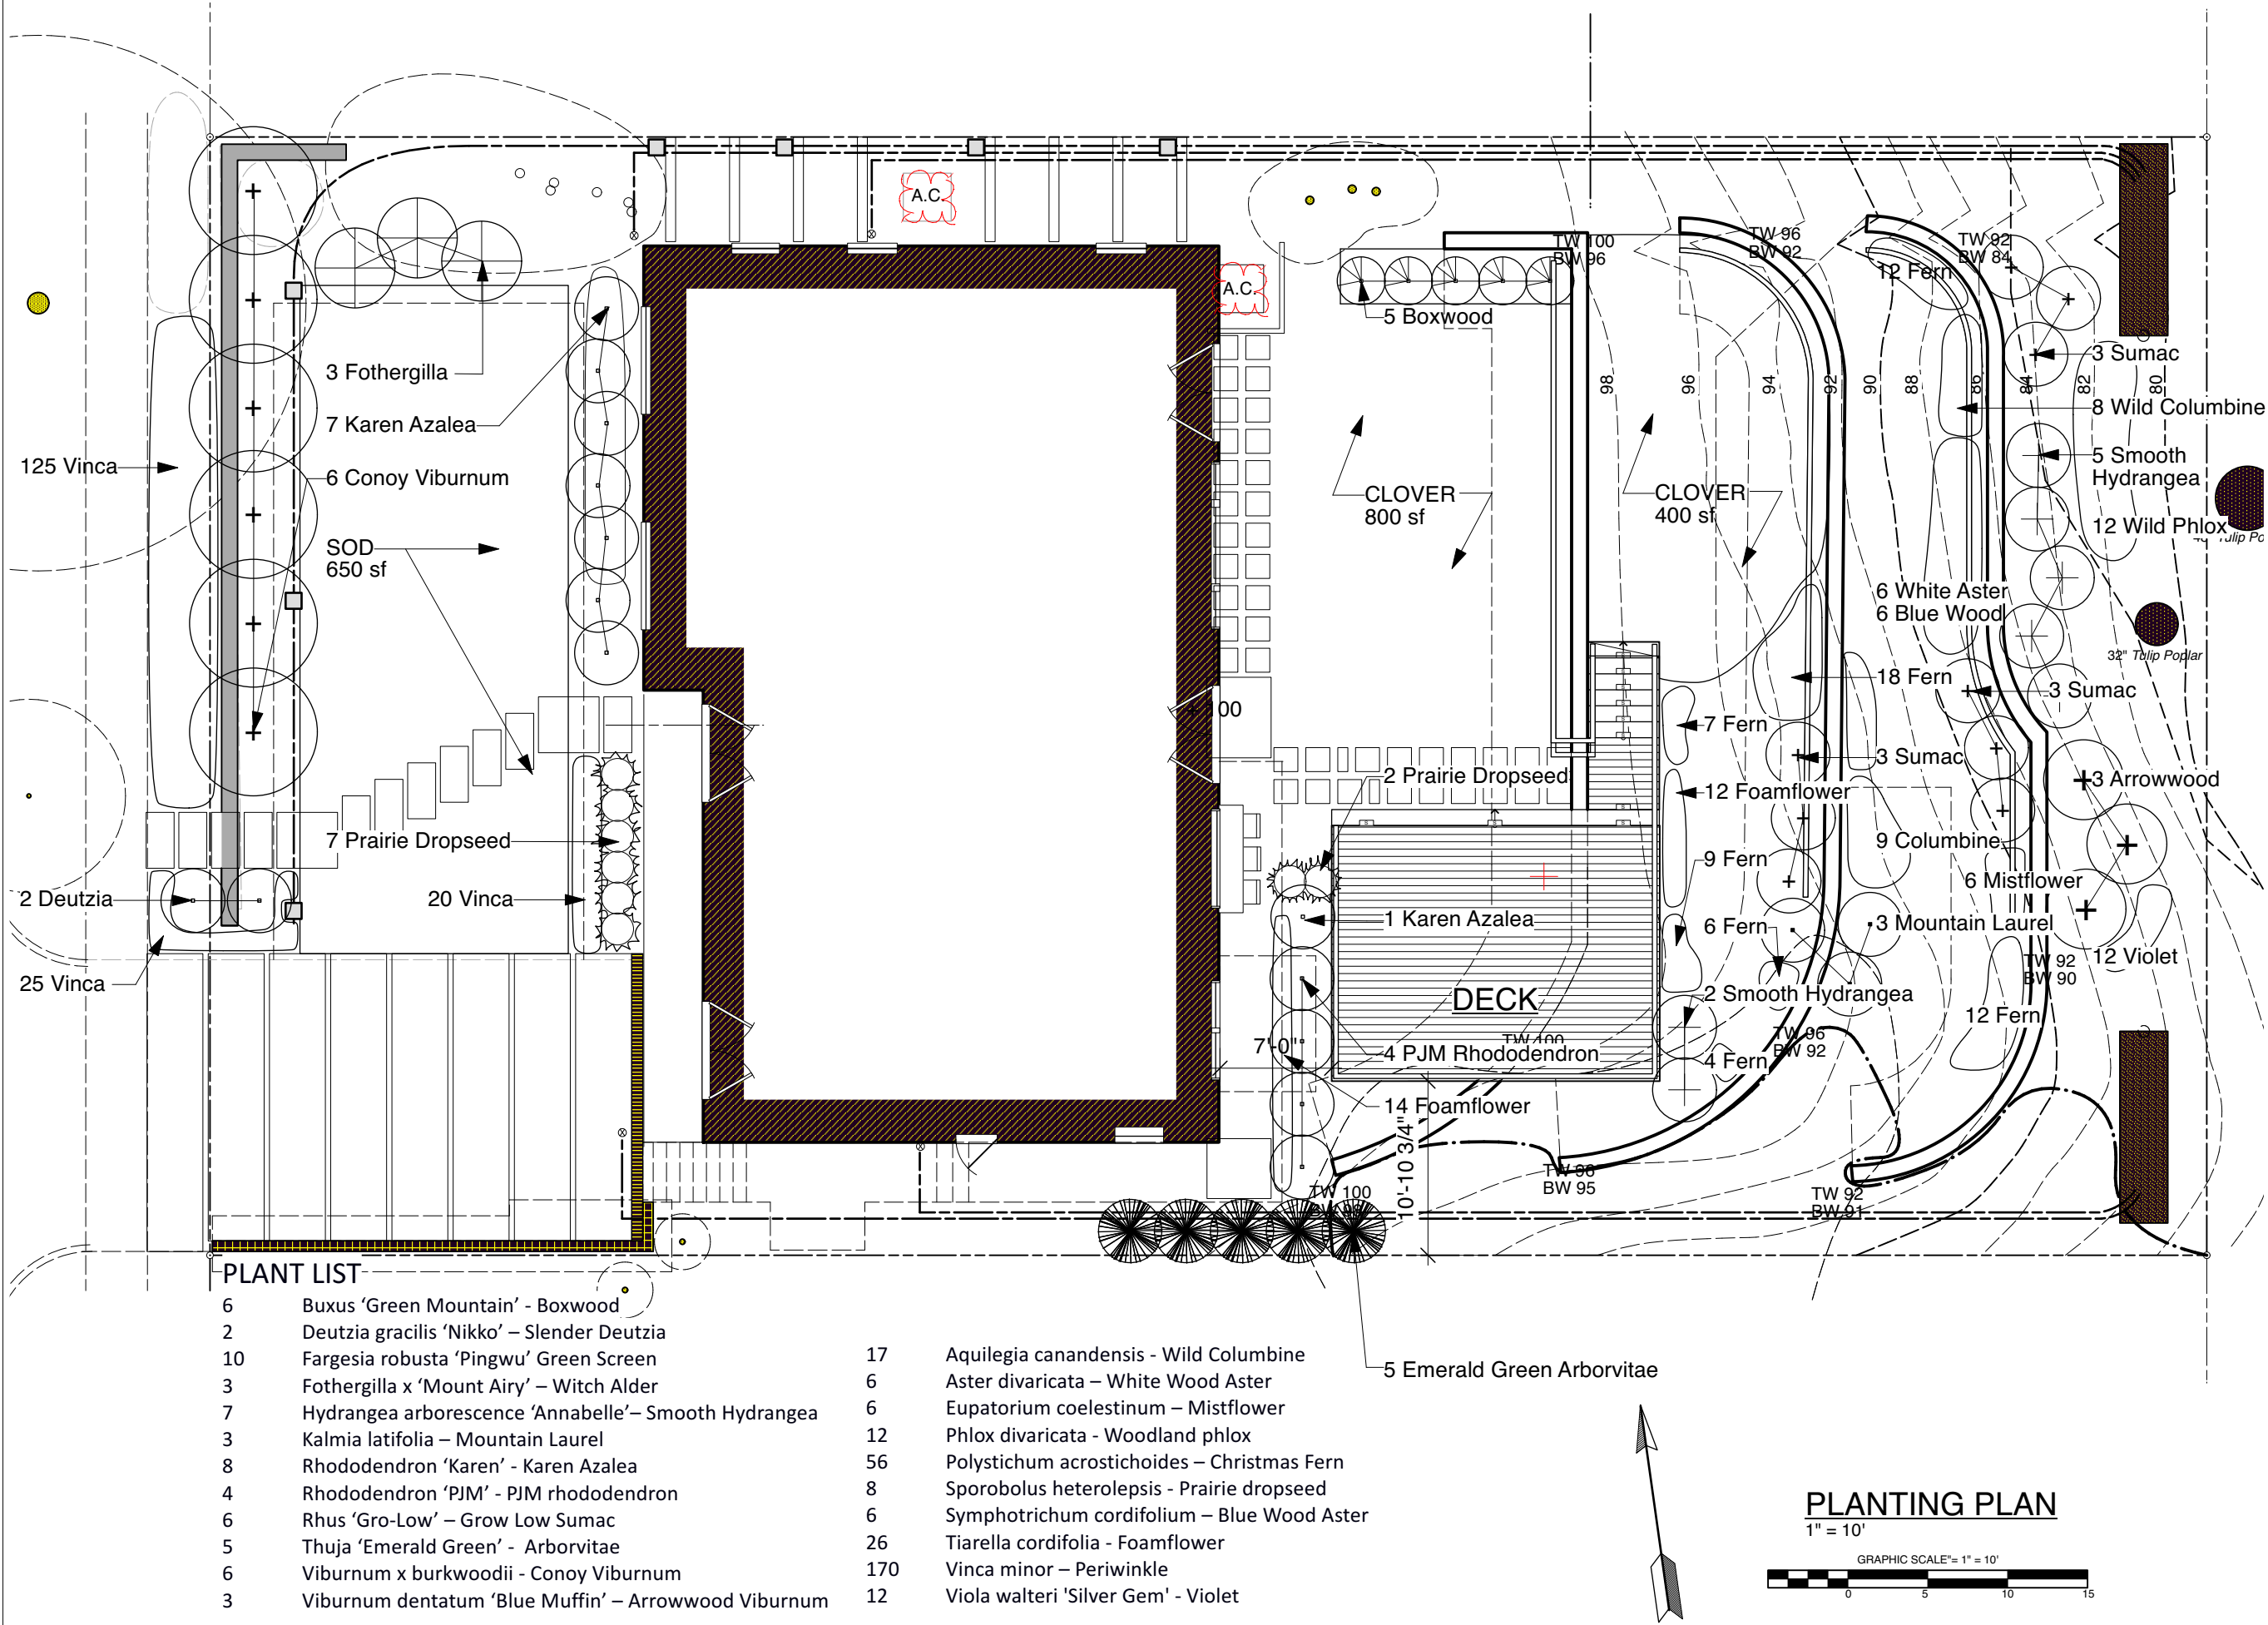 A.C.
TW 100
BW 96
TW 96
BW 92
TW 92
BW 84
12 Fern
A.C.
5 Boxwood
3 Fothergilla
7 Karen Azalea
125 Vinca
6 Conoy Viburnum
SOD
650 sf
98
96
94
92
90
88
86
84
82
80
3 Sumac
8 Wild Columbine
5 Smooth
Hydrangea
CLOVER
800 sf
CLOVER
400 sf
12 Wild Phlox
6 White Aster
6 Blue Wood
32" Tulip Poplar
18 Fern
3 Sumac
100
7 Fern
3 Sumac
2 Prairie Dropseed
12 Foamflower
3 Arrowwood
7 Prairie Dropseed
9 Fern
9 Columbine
6 Mistflower
2 Deutzia
20 Vinca
1 Karen Azalea
6 Fern
3 Mountain Laurel
12 Violet
TW 92
BW 90
25 Vinca
DECK
2 Smooth Hydrangea
12 Fern
TW 96
BW 92
7'-0"
TW 100
4 PJM Rhododendron
4 Fern
14 Foamflower
10'-10 3/4"
BW 95
TW 100
TW 92
BW 91
5 Emerald Green Arborvitae
PLANT LIST
6 Buxus ‘Green Mountain’ - Boxwood
2 Deutzia gracilis ‘Nikko’ – Slender Deutzia
10 Fargesia robusta ‘Pingwu’ Green Screen
3 Fothergilla x ‘Mount Airy’ – Witch Alder
7 Hydrangea arborescence ‘Annabelle’– Smooth Hydrangea
3 Kalmia latifolia – Mountain Laurel
8 Rhododendron ‘Karen’ - Karen Azalea
4 Rhododendron ‘PJM’ - PJM rhododendron
6 Rhus ‘Gro-Low’ – Grow Low Sumac
5 Thuja ‘Emerald Green’ - Arborvitae
6 Viburnum x burkwoodii - Conoy Viburnum
3 Viburnum dentatum ‘Blue Muffin’ – Arrowwood Viburnum
17 Aquilegia canandensis - Wild Columbine
6 Aster divaricata – White Wood Aster
6 Eupatorium coelestinum – Mistflower
12 Phlox divaricata - Woodland phlox
56 Polystichum acrostichoides – Christmas Fern
8 Sporobolus heterolepsis - Prairie dropseed
6 Symphotrichum cordifolium – Blue Wood Aster
26 Tiarella cordifolia - Foamflower
170 Vinca minor – Periwinkle
12 Viola walteri 'Silver Gem' - Violet
PLANTING PLAN
1" = 10'
GRAPHIC SCALE"= 1" = 10'
0 5 10 15